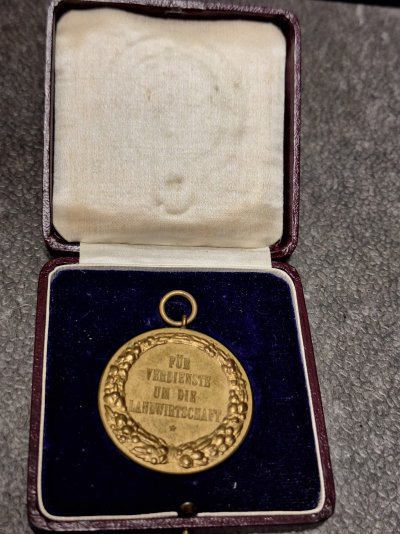 FÜR
VERDIENSTE
UM DIE
LANDWIRTSCHAFT